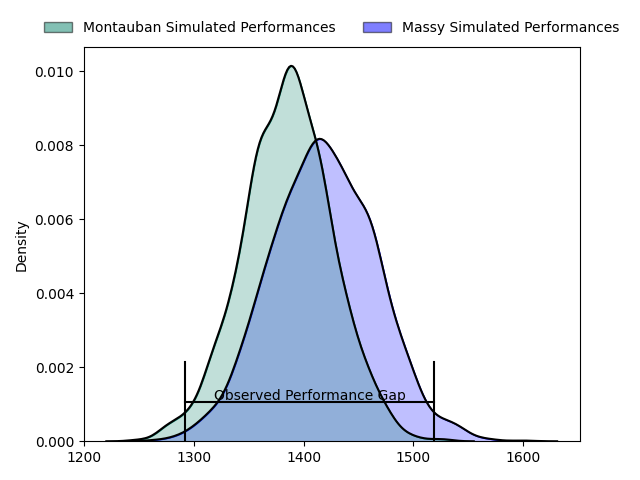 Montauban Simulated Performances
Massy Simulated Performances
0.010
0.008
0.006
0.004
0.002
0.000
Density
Observed Performance Gap
1200 1300 1400 1500 1600